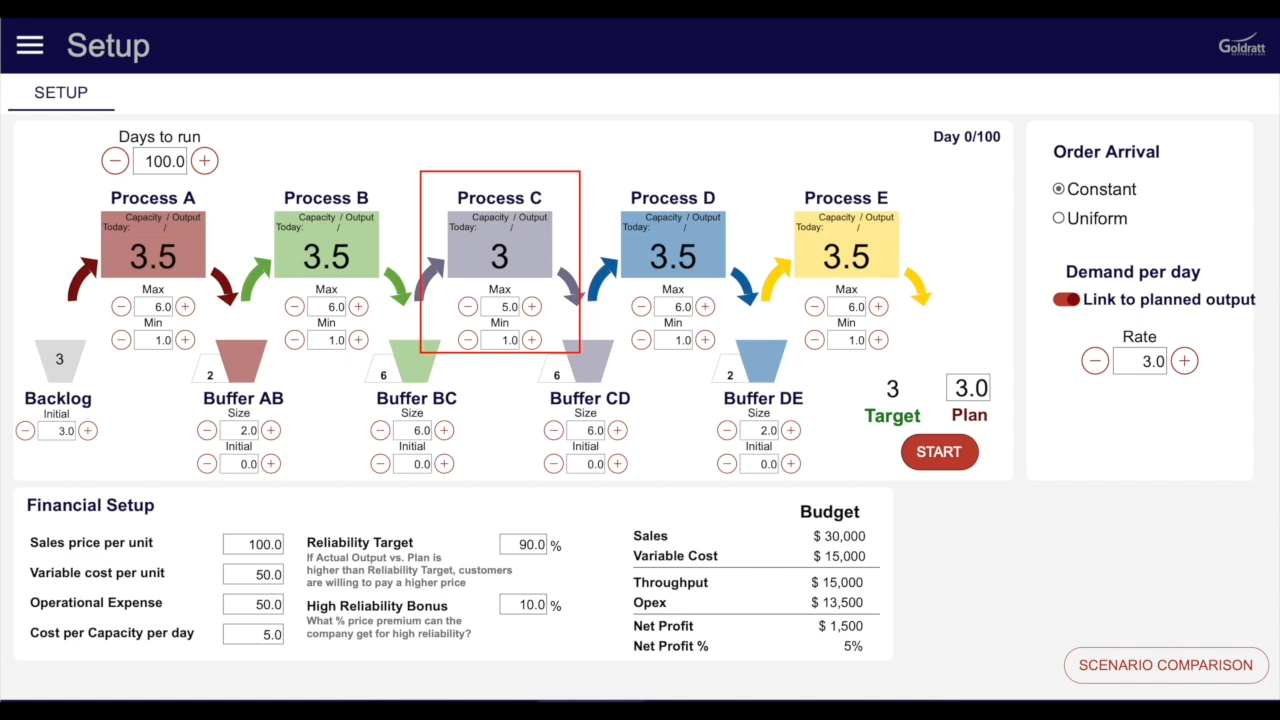 Setup
Goldratt
SETUP
Days to run
100.0
Day 0/100
Process A
Capacity / Output
Today: /
3.5
Max
6.0
Min
1.0
Process B
Capacity / Output
Today: /
3.5
Max
6.0
Min
1.0
Process C
Capacity / Output
Today: /
3
Max
5.0
Min
1.0
Process D
Capacity / Output
Today: /
3.5
Max
6.0
Min
1.0
Process E
Capacity / Output
Today: /
3.5
Max
6.0
Min
1.0
3
Backlog
Initial
3.0
2
Buffer AB
Size
2.0
Initial
0.0
6
Buffer BC
Size
6.0
Initial
0.0
6
Buffer CD
Size
6.0
Initial
0.0
2
Buffer DE
Size
2.0
Initial
0.0
3
Target
3.0
Plan
START
Order Arrival
Constant
Uniform
Demand per day
Link to planned output
Rate
3.0
Financial Setup
Sales price per unit 100.0
Variable cost per unit 50.0
Operational Expense 50.0
Cost per Capacity per day 5.0
Reliability Target 90.0 %
If Actual Output vs. Plan is
higher than Reliability Target, customers
are willing to pay a higher price
High Reliability Bonus 10.0 %
What % price premium can the
company get for high reliability?
Budget
Sales $ 30,000
Variable Cost $ 15,000
Throughput $ 15,000
Opex $ 13,500
Net Profit $ 1,500
Net Profit % 5%
SCENARIO COMPARISON